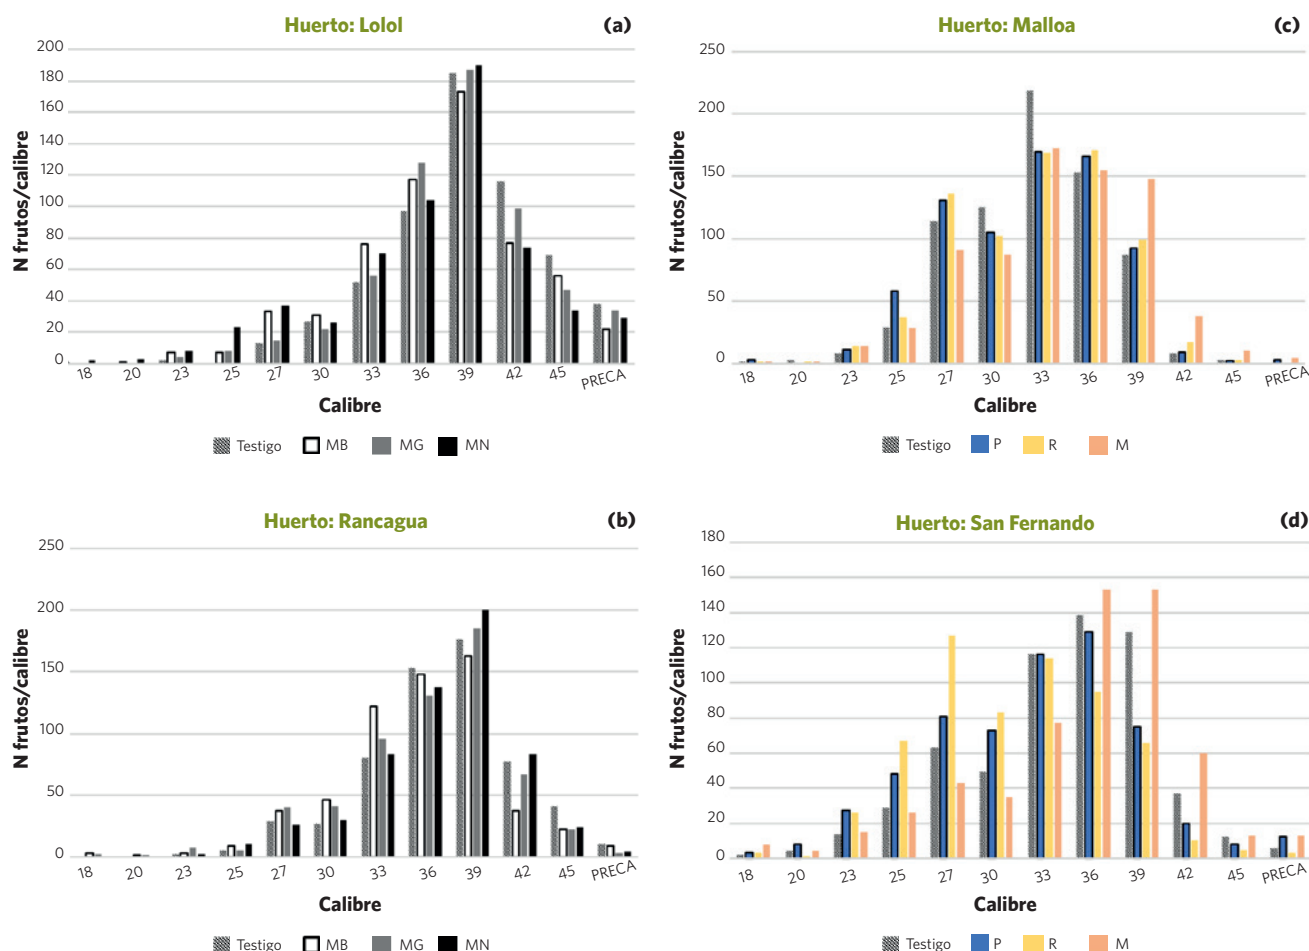 Huerto: Lolol
(a)
N frutos/calibre
200
180
160
140
120
100
80
60
40
20
0
18 20 23 25 27 30 33 36 39 42 45 PRECA
Calibre
Testigo MB MG MN
Huerto: Malloa
(c)
N frutos/calibre
250
200
150
100
50
0
18 20 23 25 27 30 33 36 39 42 45 PRECA
Calibre
Testigo P R M
Huerto: Rancagua
(b)
N frutos/calibre
250
200
150
100
50
0
18 20 23 25 27 30 33 36 39 42 45 PRECA
Calibre
Testigo MB MG MN
Huerto: San Fernando
(d)
N frutos/calibre
180
160
140
120
100
80
60
40
20
0
18 20 23 25 27 30 33 36 39 42 45 PRECA
Calibre
Testigo P R M